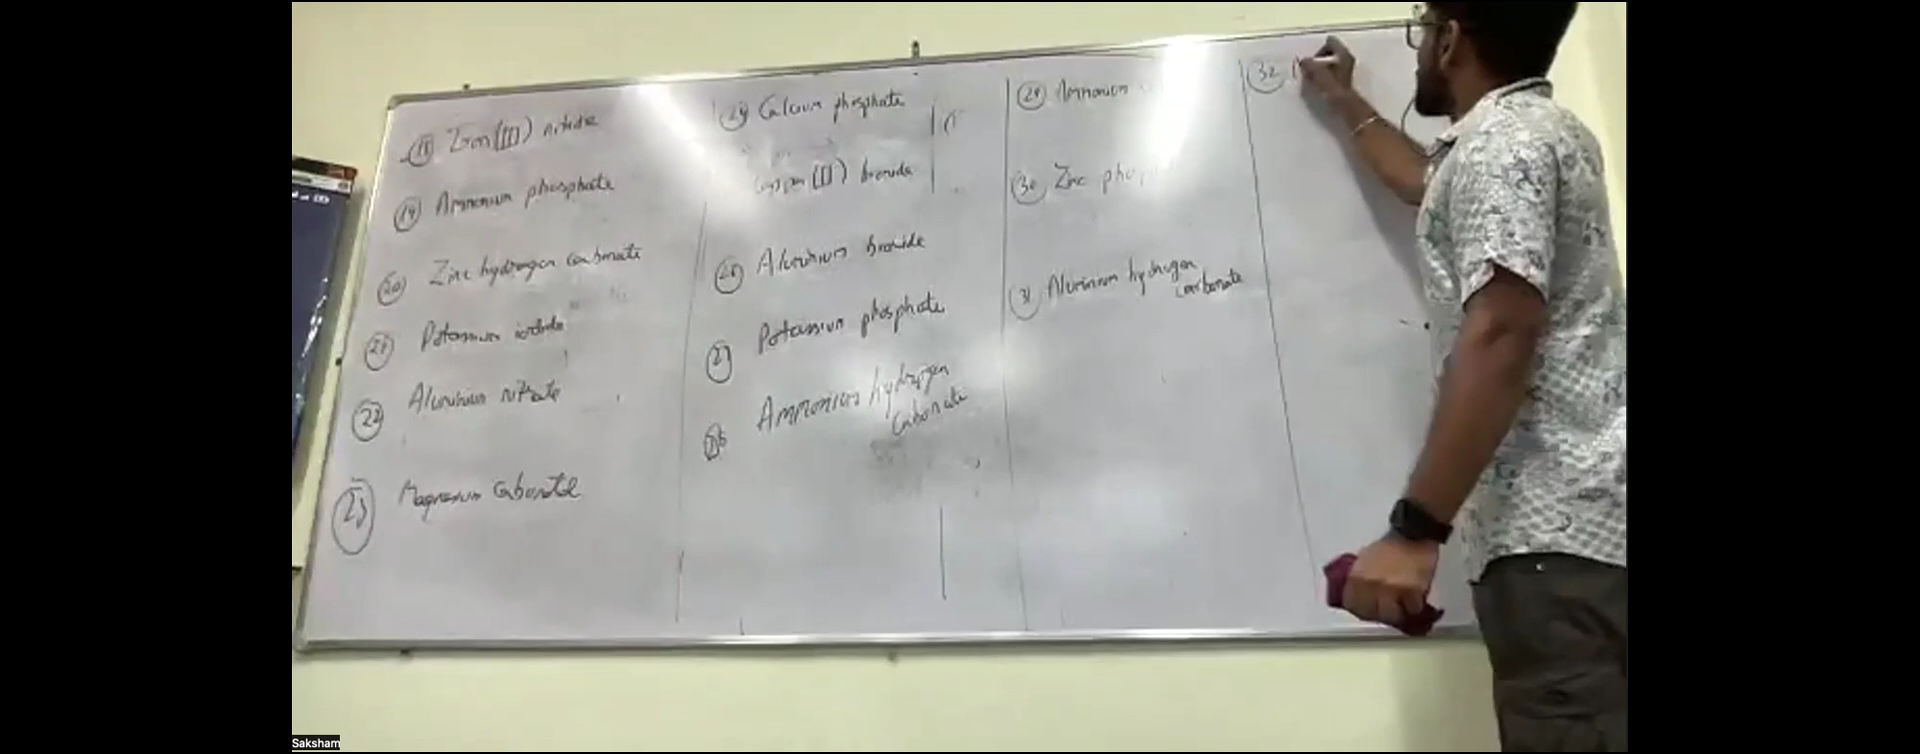 18 Iron (III) nitride
19 Ammonium phosphate
20 Zinc hydrogen carbonate
21 Potassium iodide
22 Aluminium nitrate
23 Magnesium carbonate
24 Calcium phosphate
(II) bromide
26 Aluminium bromide
27 Potassium phosphate
28 Ammonium hydrogen
carbonate
29 Ammonium
30 Zinc phosp
31 Aluminium hydrogen
carbonate
32
Saksham